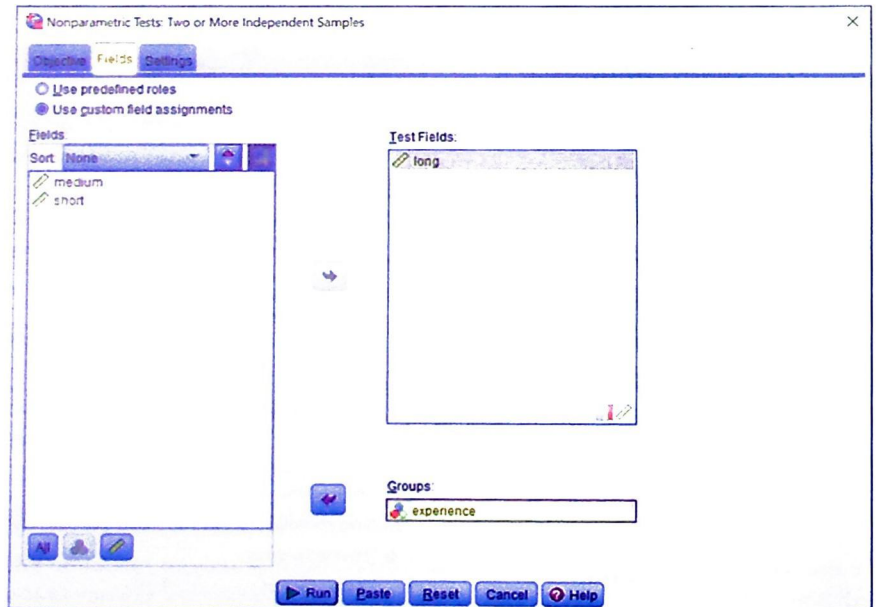 Nonparametric Tests: Two or More Independent Samples
Objective Fields Settings
Use predefined roles
Use custom field assignments
Fields:
Sort: None
medium
short
Test Fields:
long
Groups:
experience
All
Run Paste Reset Cancel Help